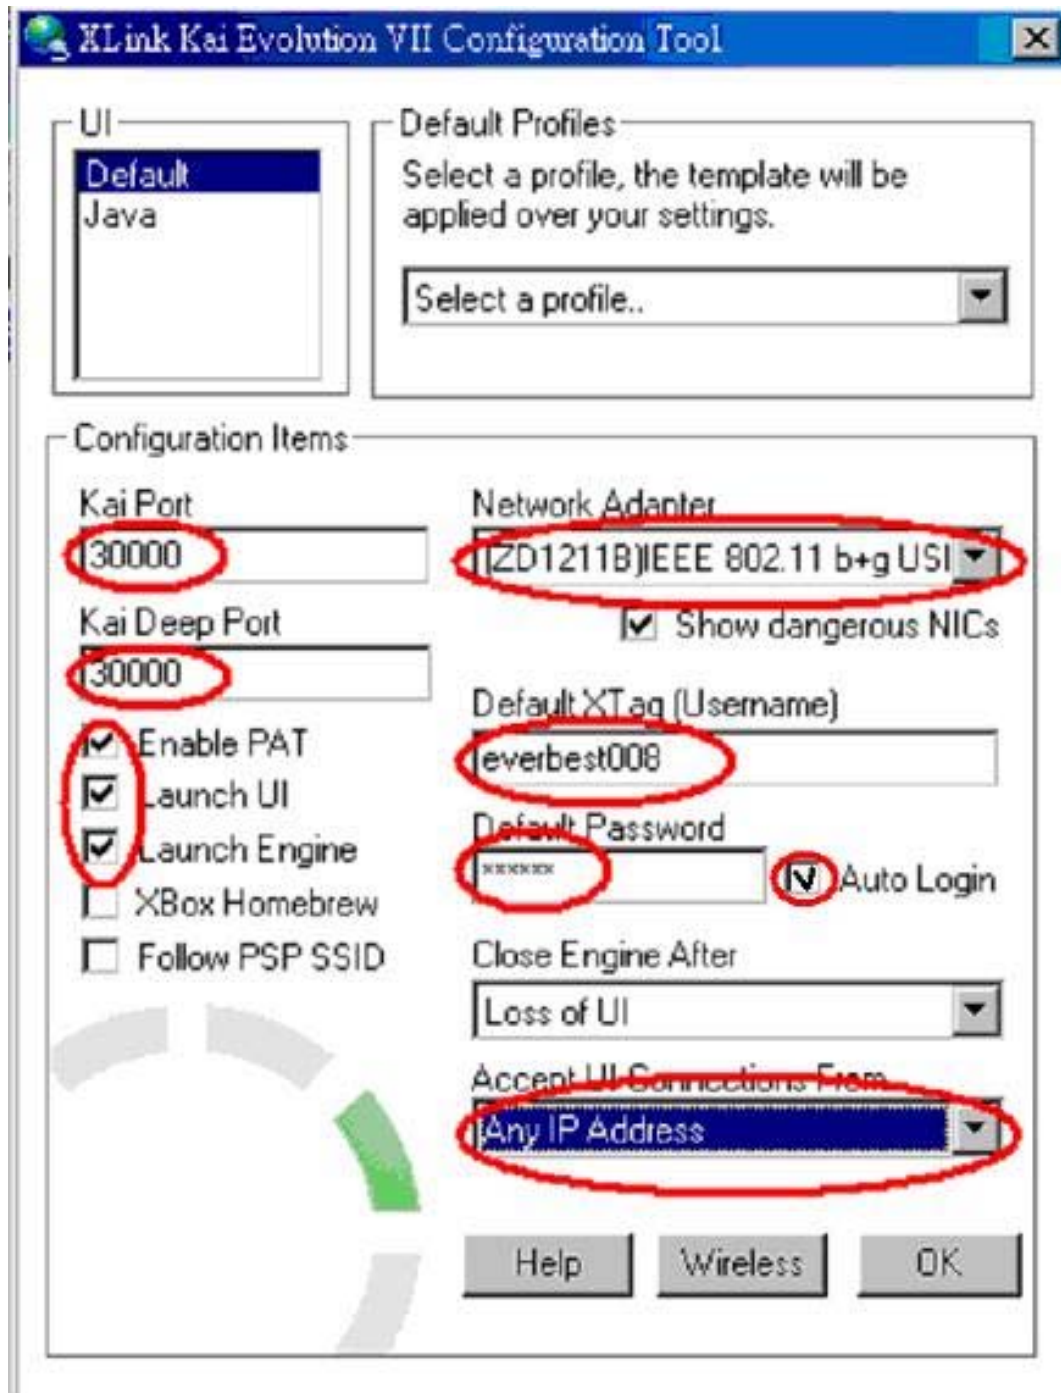 XLink Kai Evolution VII Configuration Tool
UI
Default
Java
Default Profiles
Select a profile, the template will be
applied over your settings.
Select a profile..
Configuration Items
Kai Port
30000
Kai Deep Port
30000
Enable PAT
Launch UI
Launch Engine
XBox Homebrew
Follow PSP SSID
Network Adapter
(ZD1211B)IEEE 802.11 b+g USI
Show dangerous NICs
Default XTag (Username)
everbest008
Default Password
xxxxxx
Auto Login
Close Engine After
Loss of UI
Accept UI Connections From
Any IP Address
Help
Wireless
OK